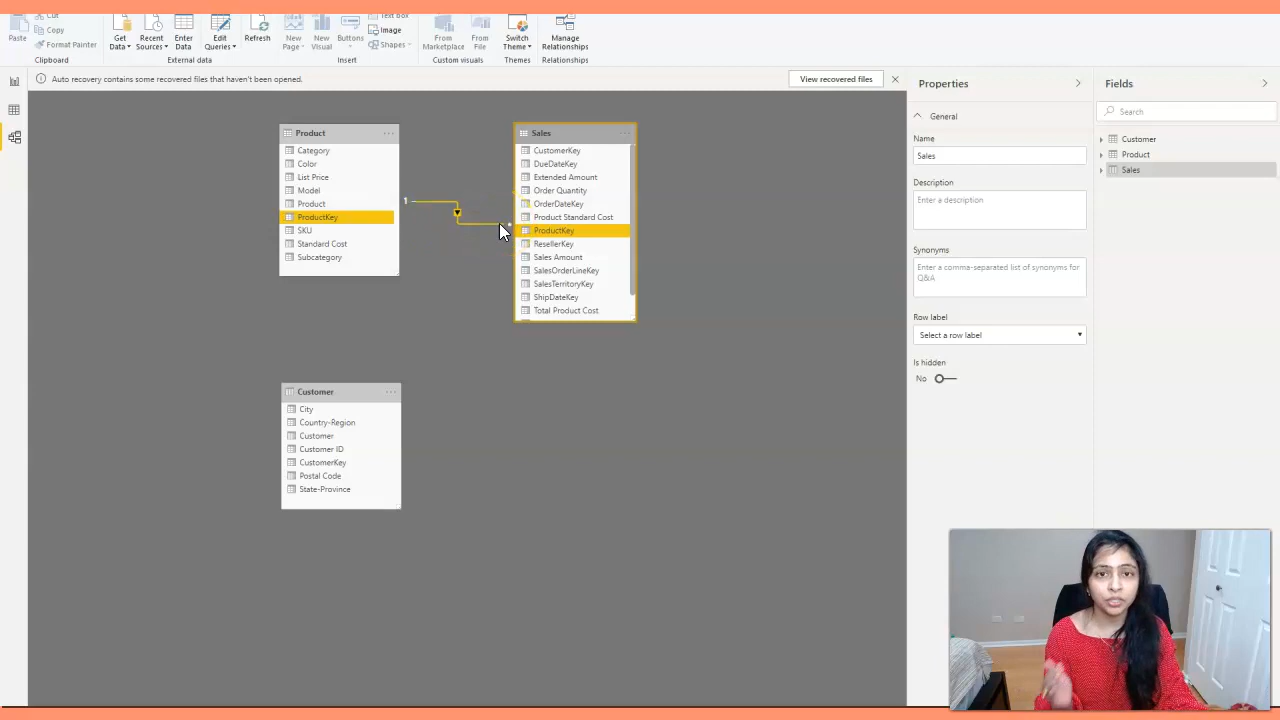 Cut
Copy
Format Painter
Paste
Clipboard
Get Data
Recent Sources
Enter Data
Edit Queries
External data
Refresh
New Page
New Visual
Buttons
Text box
Image
Shapes
Insert
From Marketplace
From File
Custom visuals
Switch Theme
Themes
Manage Relationships
Relationships
Auto recovery contains some recovered files that haven't been opened.
View recovered files
Product
Category
Color
List Price
Model
Product
ProductKey
SKU
Standard Cost
Subcategory
1
Sales
CustomerKey
DueDateKey
Extended Amount
Order Quantity
OrderDateKey
Product Standard Cost
ProductKey
ResellerKey
Sales Amount
SalesOrderLineKey
SalesTerritoryKey
ShipDateKey
Total Product Cost
Customer
City
Country-Region
Customer
Customer ID
CustomerKey
Postal Code
State-Province
Properties
General
Name
Sales
Description
Enter a description
Synonyms
Enter a comma-separated list of synonyms for
Q&A
Row label
Select a row label
Is hidden
No
Fields
Search
Customer
Product
Sales